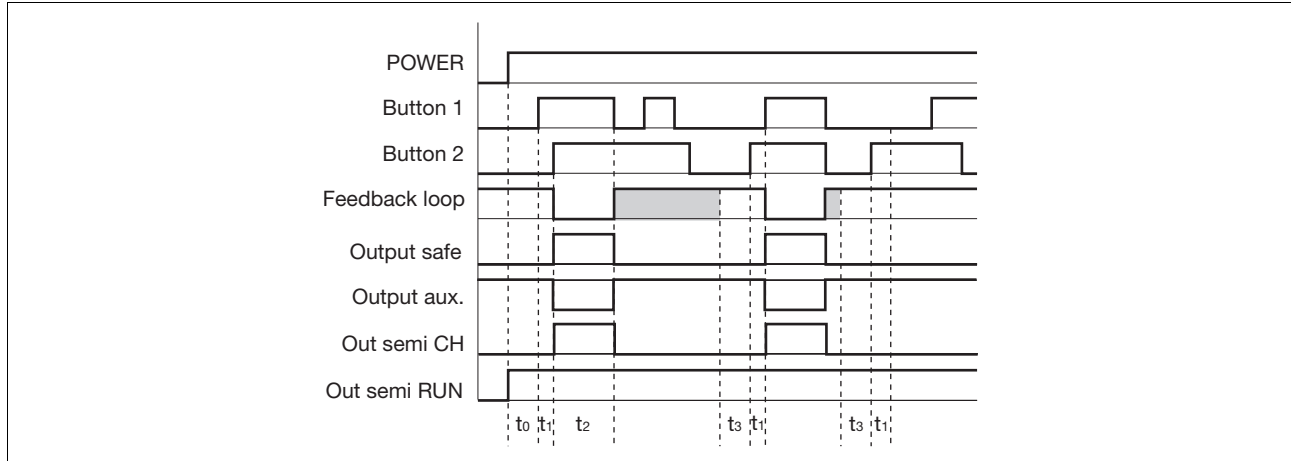 POWER
Button 1
Button 2
Feedback loop
Output safe
Output aux.
Out semi CH
Out semi RUN
t0 t1 t2 t3 t1 t3 t1